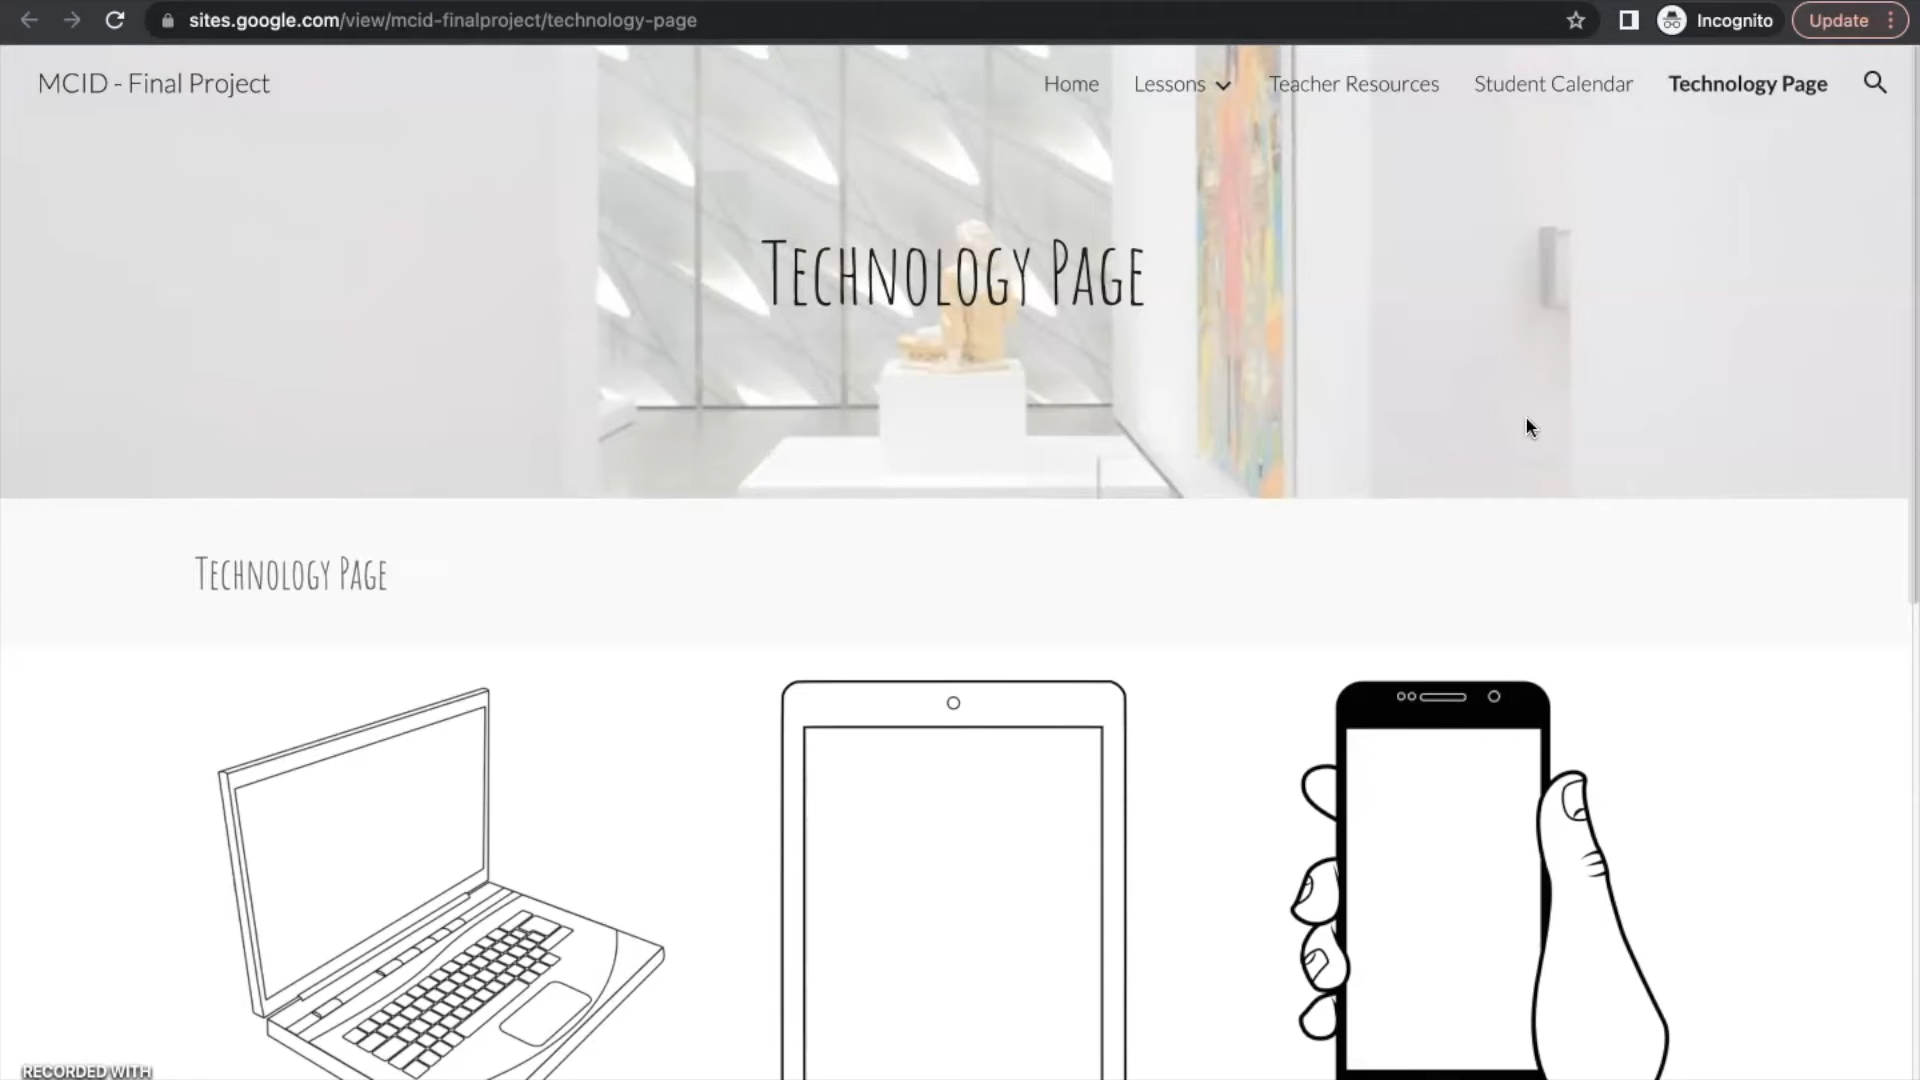 sites.google.com/view/mcid-finalproject/technology-page
Incognito
Update
MCID - Final Project
Home
Lessons
Teacher Resources
Student Calendar
Technology Page
Technology Page
Technology Page
RECORDED WITH